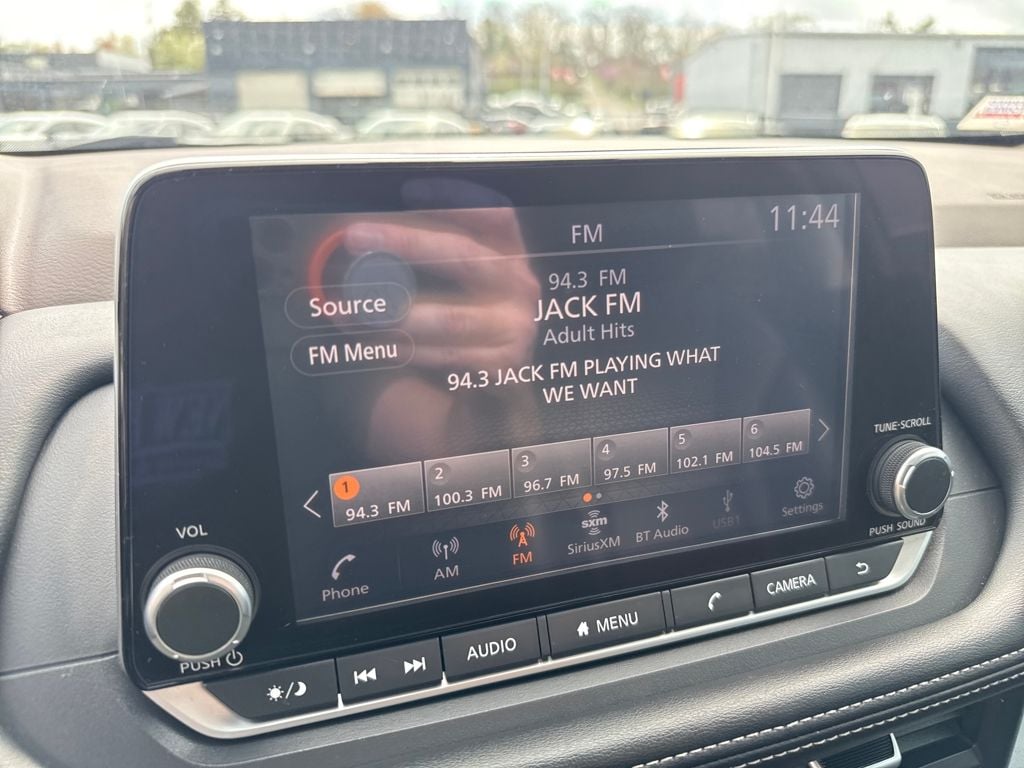 FM
11:44
94.3 FM
JACK FM
Adult Hits
Source
FM Menu
94.3 JACK FM PLAYING WHAT
WE WANT
1
94.3 FM
2
100.3 FM
3
96.7 FM
4
97.5 FM
5
102.1 FM
6
104.5 FM
Phone
AM
FM
sxm
SiriusXM
BT Audio
USB1
Settings
TUNE·SCROLL
PUSH SOUND
VOL
PUSH
AUDIO
MENU
CAMERA